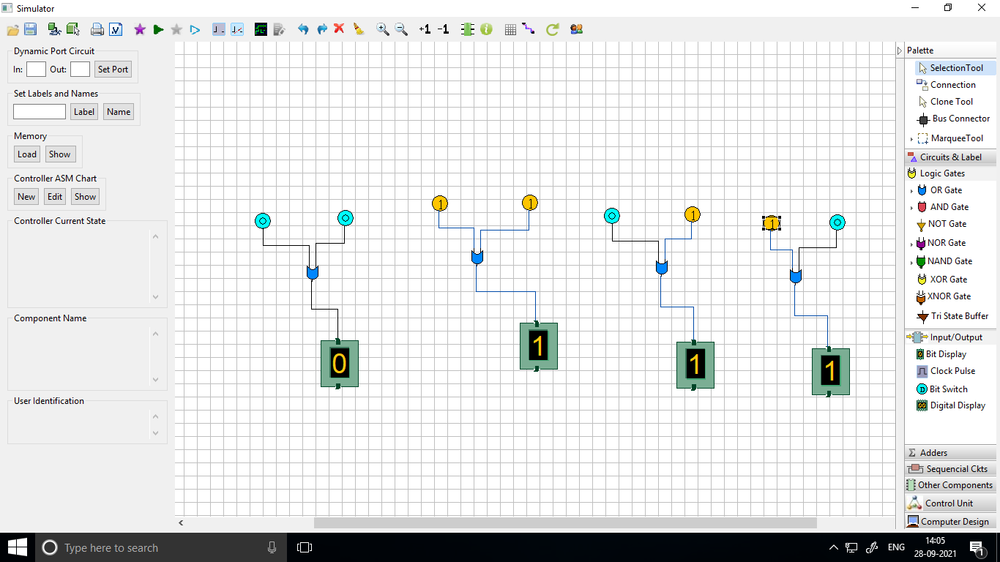 Simulator
+1 -1
Dynamic Port Circuit
In: Out: Set Port
Set Labels and Names
Label Name
Memory
Load Show
Controller ASM Chart
New Edit Show
Controller Current State
Component Name
User Identification
1 1 1 1
0 1 1 1
Palette
SelectionTool
Connection
Clone Tool
Bus Connector
MarqueeTool
Circuits & Label
Logic Gates
OR Gate
AND Gate
NOT Gate
NOR Gate
NAND Gate
XOR Gate
XNOR Gate
Tri State Buffer
Input/Output
Bit Display
Clock Pulse
Bit Switch
Digital Display
Adders
Sequencial Ckts
Other Components
Control Unit
Computer Design
Type here to search
ENG
14:05
28-09-2021
1